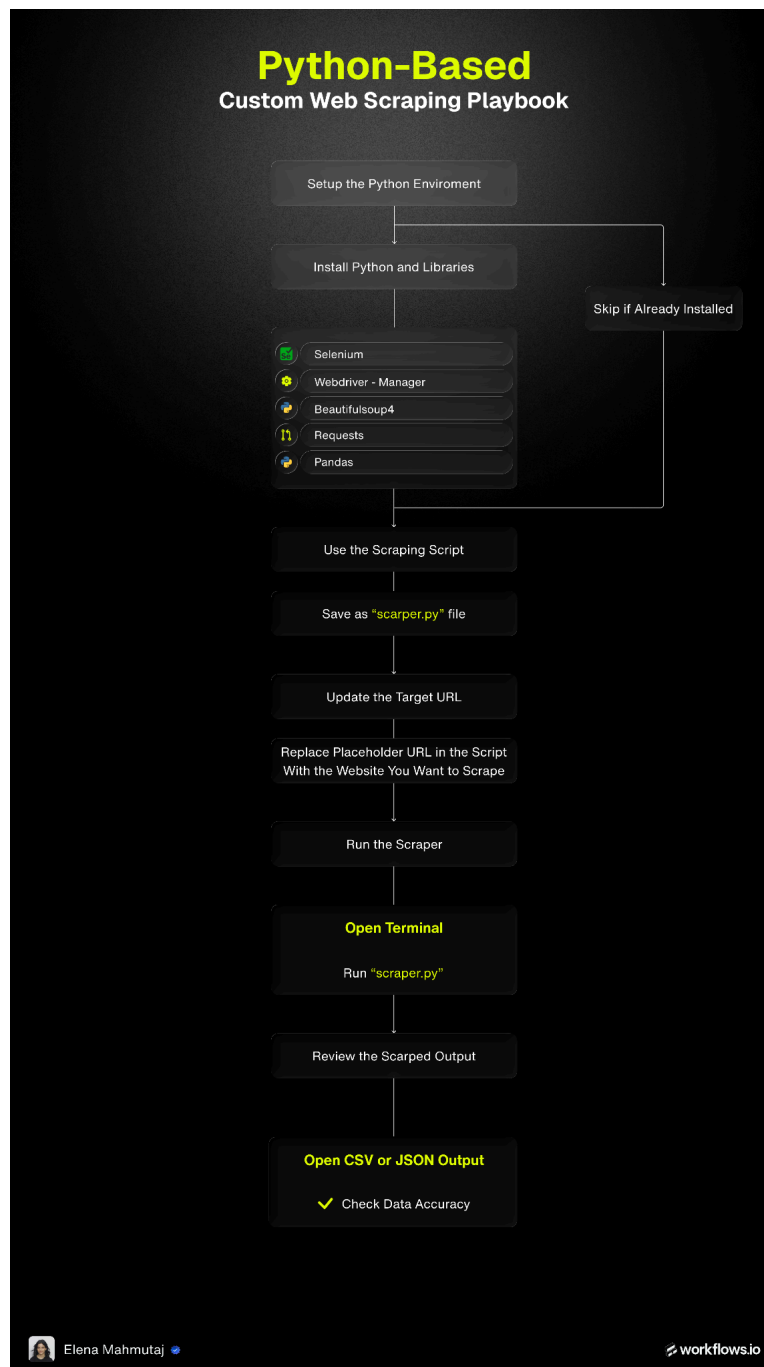 Python-Based
Custom Web Scraping Playbook
Setup the Python Enviroment
Install Python and Libraries
Skip if Already Installed
Selenium
Webdriver - Manager
Beautifulsoup4
Requests
Pandas
Use the Scraping Script
Save as “scarper.py” file
Update the Target URL
Replace Placeholder URL in the Script
With the Website You Want to Scrape
Run the Scraper
Open Terminal
Run “scraper.py”
Review the Scarped Output
Open CSV or JSON Output
Check Data Accuracy
Elena Mahmutaj
workflows.io